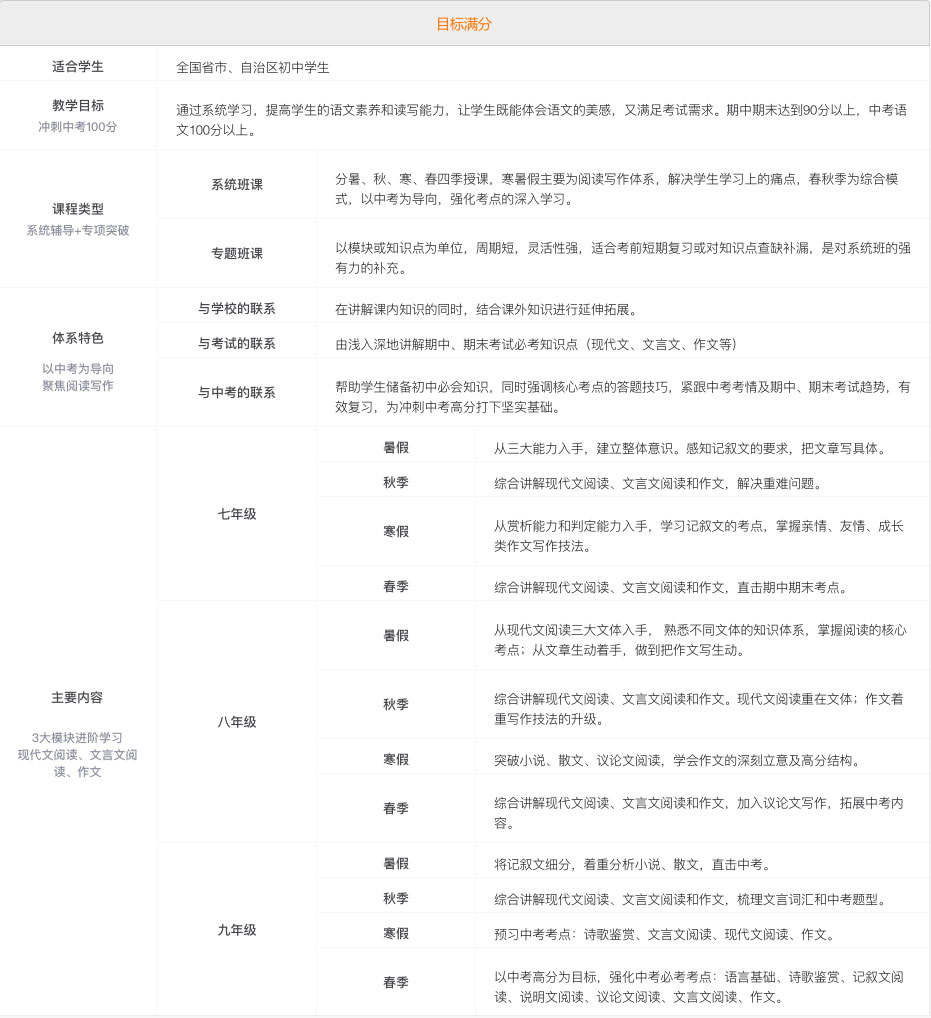 目标满分
适合学生
全国省市、自治区初中学生
教学目标
冲刺中考100分
通过系统学习，提高学生的语文素养和读写能力，让学生既能体会语文的美感，又满足考试需求。期中期末达到90分以上，中考语
文100分以上。
课程类型
系统辅导+专项突破
系统班课
分暑、秋、寒、春四季授课，寒暑假主要为阅读写作体系，解决学生学习上的痛点，春秋季为综合模
式，以中考为导向，强化考点的深入学习。
专题班课
以模块或知识点为单位，周期短，灵活性强，适合考前短期复习或对知识点查缺补漏，是对系统班的强
有力的补充。
体系特色
以中考为导向
聚焦阅读写作
与学校的联系
在讲解课内知识的同时，结合课外知识进行延伸拓展。
与考试的联系
由浅入深地讲解期中、期末考试必考知识点（现代文、文言文、作文等）
与中考的联系
帮助学生储备初中必会知识，同时强调核心考点的答题技巧，紧跟中考考情及期中、期末考试趋势，有
效复习，为冲刺中考高分打下坚实基础。
主要内容
3大模块进阶学习
现代文阅读、文言文阅
读、作文
七年级
暑假
从三大能力入手，建立整体意识。感知记叙文的要求，把文章写具体。
秋季
综合讲解现代文阅读、文言文阅读和作文，解决重难问题。
寒假
从赏析能力和判定能力入手，学习记叙文的考点，掌握亲情、友情、成长
类作文写作技法。
春季
综合讲解现代文阅读、文言文阅读和作文，直击期中期末考点。
八年级
暑假
从现代文阅读三大文体入手， 熟悉不同文体的知识体系，掌握阅读的核心
考点；从文章生动着手，做到把作文写生动。
秋季
综合讲解现代文阅读、文言文阅读和作文。现代文阅读重在文体；作文着
重写作技法的升级。
寒假
突破小说、散文、议论文阅读，学会作文的深刻立意及高分结构。
春季
综合讲解现代文阅读、文言文阅读和作文，加入议论文写作，拓展中考内
容。
九年级
暑假
将记叙文细分，着重分析小说、散文，直击中考。
秋季
综合讲解现代文阅读、文言文阅读和作文，梳理文言词汇和中考题型。
寒假
预习中考考点：诗歌鉴赏、文言文阅读、现代文阅读、作文。
春季
以中考高分为目标，强化中考必考考点：语言基础、诗歌鉴赏、记叙文阅
读、说明文阅读、议论文阅读、文言文阅读、作文。